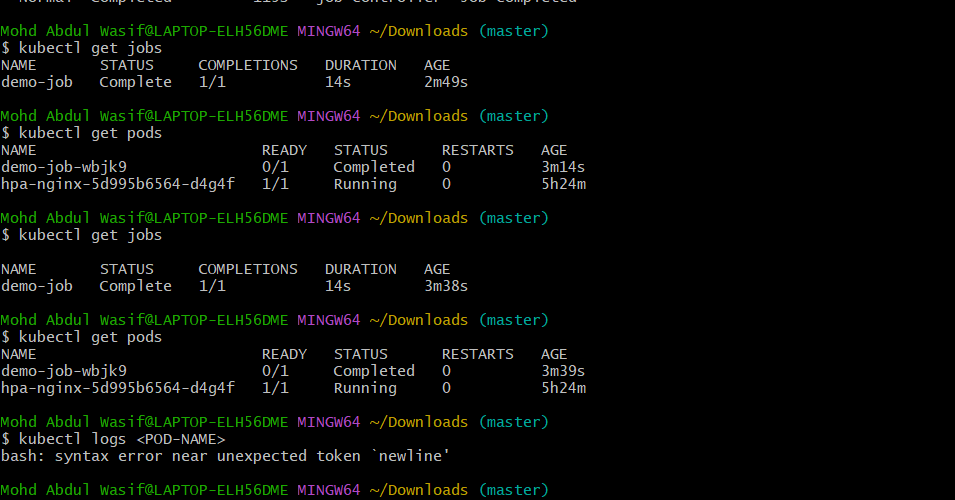 Normal  Completed         119s   job-controller  Job completed
Mohd Abdul Wasif@LAPTOP-ELH56DME MINGW64 ~/Downloads (master)
$ kubectl get jobs
NAME       STATUS     COMPLETIONS   DURATION   AGE
demo-job   Complete   1/1           14s        2m49s
Mohd Abdul Wasif@LAPTOP-ELH56DME MINGW64 ~/Downloads (master)
$ kubectl get pods
NAME                         READY   STATUS      RESTARTS   AGE
demo-job-wbjk9               0/1     Completed   0          3m14s
hpa-nginx-5d995b6564-d4g4f   1/1     Running     0          5h24m
Mohd Abdul Wasif@LAPTOP-ELH56DME MINGW64 ~/Downloads (master)
$ kubectl get jobs
NAME       STATUS     COMPLETIONS   DURATION   AGE
demo-job   Complete   1/1           14s        3m38s
Mohd Abdul Wasif@LAPTOP-ELH56DME MINGW64 ~/Downloads (master)
$ kubectl get pods
NAME                         READY   STATUS      RESTARTS   AGE
demo-job-wbjk9               0/1     Completed   0          3m39s
hpa-nginx-5d995b6564-d4g4f   1/1     Running     0          5h24m
Mohd Abdul Wasif@LAPTOP-ELH56DME MINGW64 ~/Downloads (master)
$ kubectl logs <POD-NAME>
bash: syntax error near unexpected token `newline'
Mohd Abdul Wasif@LAPTOP-ELH56DME MINGW64 ~/Downloads (master)